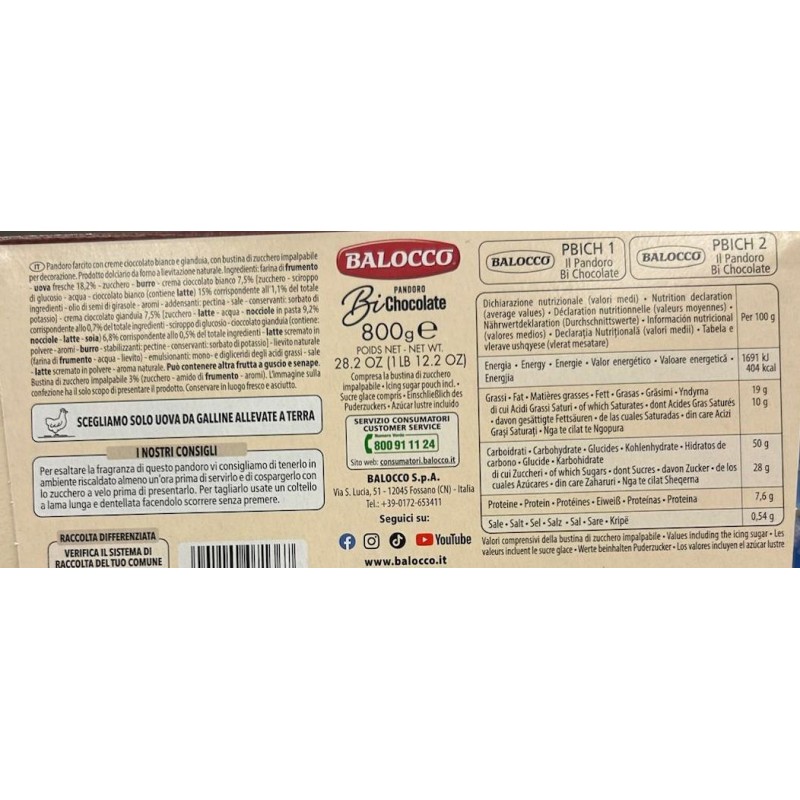 IT Pandoro farcito con creme cioccolato bianco e gianduia, con bustina di zucchero impalpabile
per decorazione. Prodotto dolciario da forno a lievitazione naturale. Ingredienti: farina di frumento
- uova fresche 18,2% - zucchero - burro - crema cioccolato bianco 7,5% [zucchero - sciroppo
di glucosio - acqua - cioccolato bianco (contiene latte) 15% corrispondente all'1,1% del totale
ingredienti - olio di semi di girasole - aromi - addensanti: pectina - sale - conservanti: sorbato di
potassio] - crema cioccolato gianduia 7,5% [zucchero - latte - acqua - nocciole in pasta 9,2%
corrispondente allo 0,7% del totale ingredienti - sciroppo di glucosio - cioccolato gianduia (contiene:
nocciole - latte - soia) 6,8% corrispondente allo 0,5% del totale ingredienti - latte scremato in
polvere - aromi - burro - stabilizzanti: pectine - conservanti: sorbato di potassio] - lievito naturale
(farina di frumento - acqua - lievito) - emulsionanti: mono- e digliceridi degli acidi grassi - sale
- latte scremato in polvere - aroma naturale. Può contenere altra frutta a guscio e senape.
Bustina di zucchero impalpabile 3% (zucchero - amido di frumento - aromi). L'immagine sulla
confezione ha il solo scopo di presentare il prodotto. Conservare in luogo fresco e asciutto.
SCEGLIAMO SOLO UOVA DA GALLINE ALLEVATE A TERRA
I NOSTRI CONSIGLI
Per esaltare la fragranza di questo pandoro vi consigliamo di tenerlo in
ambiente riscaldato almeno un'ora prima di servirlo e di cospargerlo con
lo zucchero a velo prima di presentarlo. Per tagliarlo usate un coltello
a lama lunga e dentellata facendolo scorrere senza premere.
RACCOLTA DIFFERENZIATA
VERIFICA IL SISTEMA DI
RACCOLTA DEL TUO COMUNE
BALOCCO
PANDORO
BiChocolate
800g e
POIDS NET - NET WT.
28.2 OZ (1 LB 12.2 OZ)
Compresa la bustina di zucchero
impalpabile • Icing sugar pouch incl. •
Sucre glace compris • Einschließlich des
Puderzuckers • Azúcar lustre incluido
SERVIZIO CONSUMATORI
CUSTOMER SERVICE
Numero Verde
800 91 11 24
Sito web: consumatori.balocco.it
BALOCCO S.p.A.
Via S. Lucia, 51 - 12045 Fossano (CN) - Italia
Tel.: +39-0172-653411
Seguici su:
YouTube
www.balocco.it
BALOCCO
PBICH 1
Il Pandoro
Bi Chocolate
BALOCCO
PBICH 2
Il Pandoro
Bi Chocolate
Dichiarazione nutrizionale (valori medi) • Nutrition declaration
(average values) • Déclaration nutritionnelle (valeurs moyennes) •
Nährwertdeklaration (Durchschnittswerte) • Información nutricional
(valores medios) • Declarația Nutrițională (valori medii) • Tabela e
vlerave ushqyese (vlerat mesatare)
Per 100 g
Energia • Energy • Energie • Valor energético • Valoare energetică •
Energjia
1691 kJ
404 kcal
Grassi • Fat • Matières grasses • Fett • Grasas • Grăsimi • Yndyrna
19 g
di cui Acidi Grassi Saturi • of which Saturates • dont Acides Gras Saturés
10 g
• davon gesättigte Fettsäuren • de las cuales Saturadas • din care Acizi
Grași Saturați • Nga te cilat te Ngopura
Carboidrati • Carbohydrate • Glucides • Kohlenhydrate • Hidratos de
50 g
carbono • Glucide • Karbohidrate
di cui Zuccheri • of which Sugars • dont Sucres • davon Zucker • de los
28 g
cuales Azúcares • din care Zaharuri • Nga te cilat Sheqerna
Proteine • Protein • Protéines • Eiweiß • Proteínas • Proteina
7,6 g
Sale • Salt • Sel • Salz • Sal • Sare • Kripë
0,54 g
Valori comprensivi della bustina di zucchero impalpabile • Values including the icing sugar • Les
valeurs incluent le sucre glace • Werte beinhalten Puderzucker • Los valores incluyen el azúcar lustre